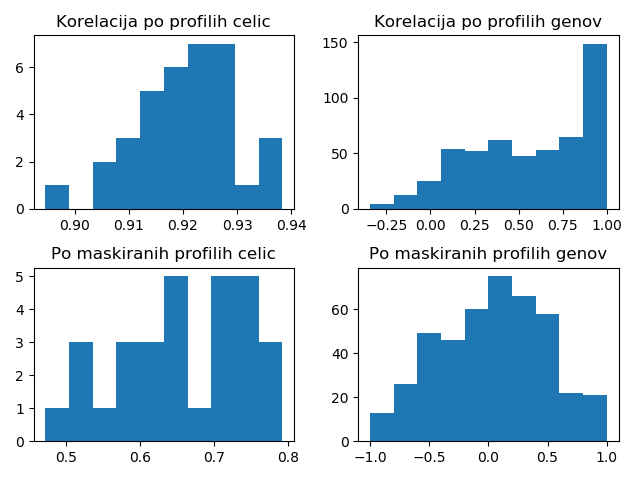 Korelacija po profilih celic
6
4
2
0
0.90 0.91 0.92 0.93 0.94
Korelacija po profilih genov
150
100
50
0
−0.25 0.00 0.25 0.50 0.75 1.00
Po maskiranih profilih celic
5
4
3
2
1
0
0.5 0.6 0.7 0.8
Po maskiranih profilih genov
60
40
20
0
−1.0 −0.5 0.0 0.5 1.0